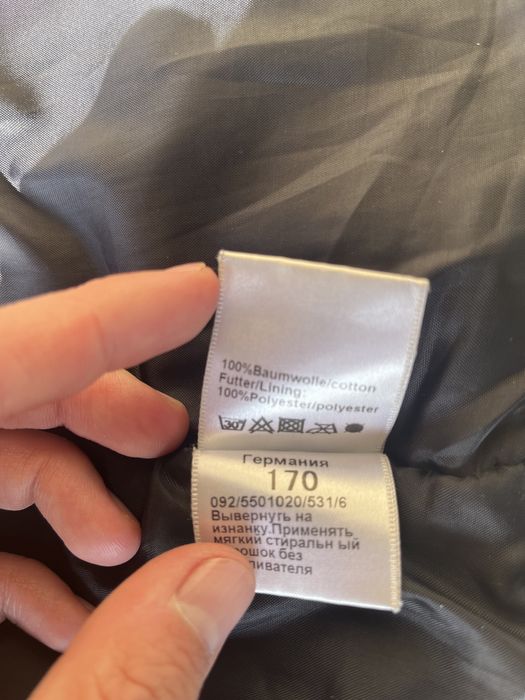 100%Baumwolle/cotton
Futter/Lining:
100%Polyester/polyester
30
Германия
170
092/5501020/531/6
Вывернуть на
изнанку.Применять
мягкий стиральн ый
без